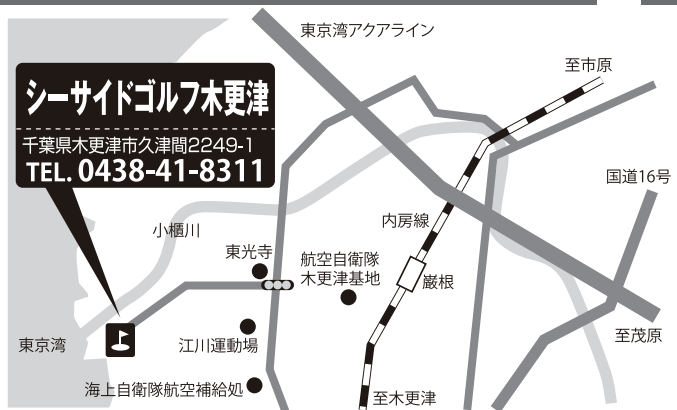 東京湾アクアライン
至市原
シーサイドゴルフ木更津
千葉県木更津市久津間2249-1
TEL. 0438-41-8311
国道16号
小櫃川
内房線
東光寺
航空自衛隊
木更津基地
巌根
東京湾
江川運動場
至茂原
海上自衛隊航空補給処
至木更津